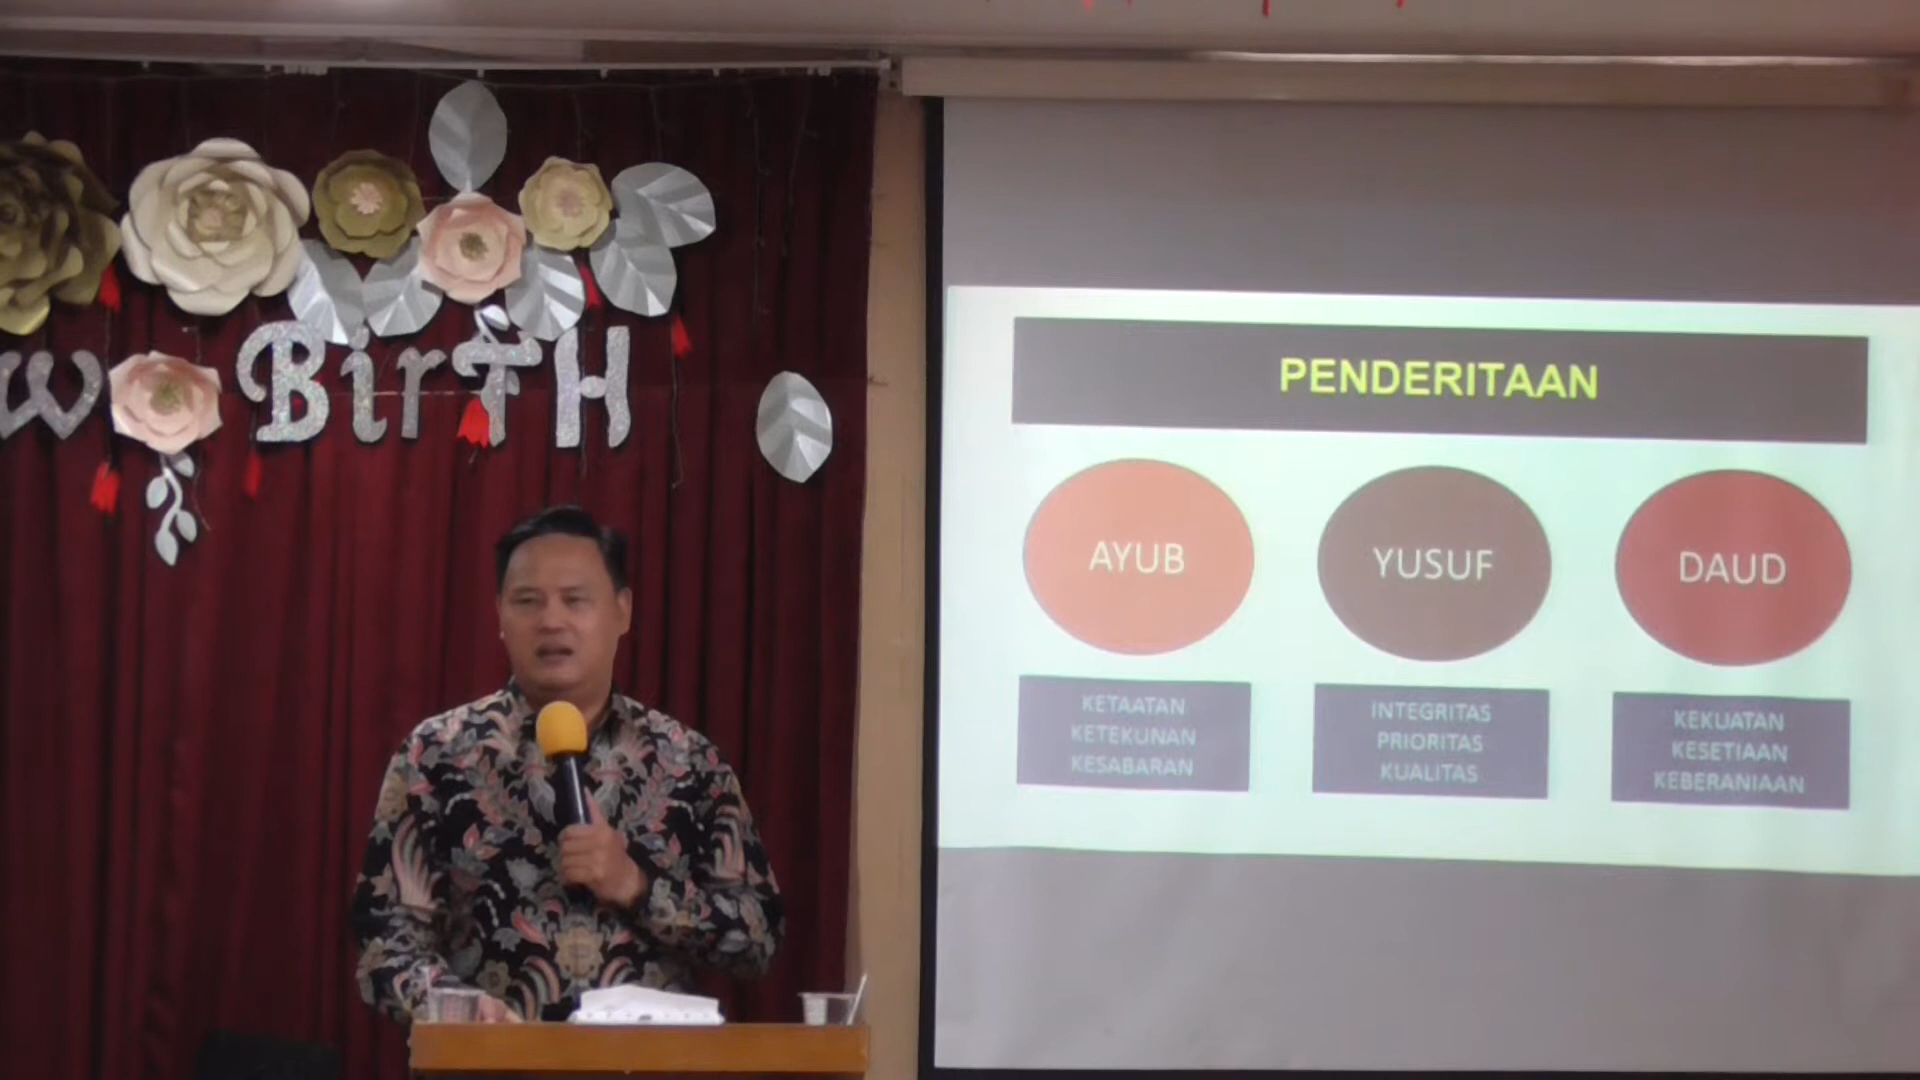 w BirTH
PENDERITAAN
AYUB
YUSUF
DAUD
KETAATAN
KETEKUNAN
KESABARAN
INTEGRITAS
PRIORITAS
KUALITAS
KEKUATAN
KESETIAAN
KEBERANIAAN